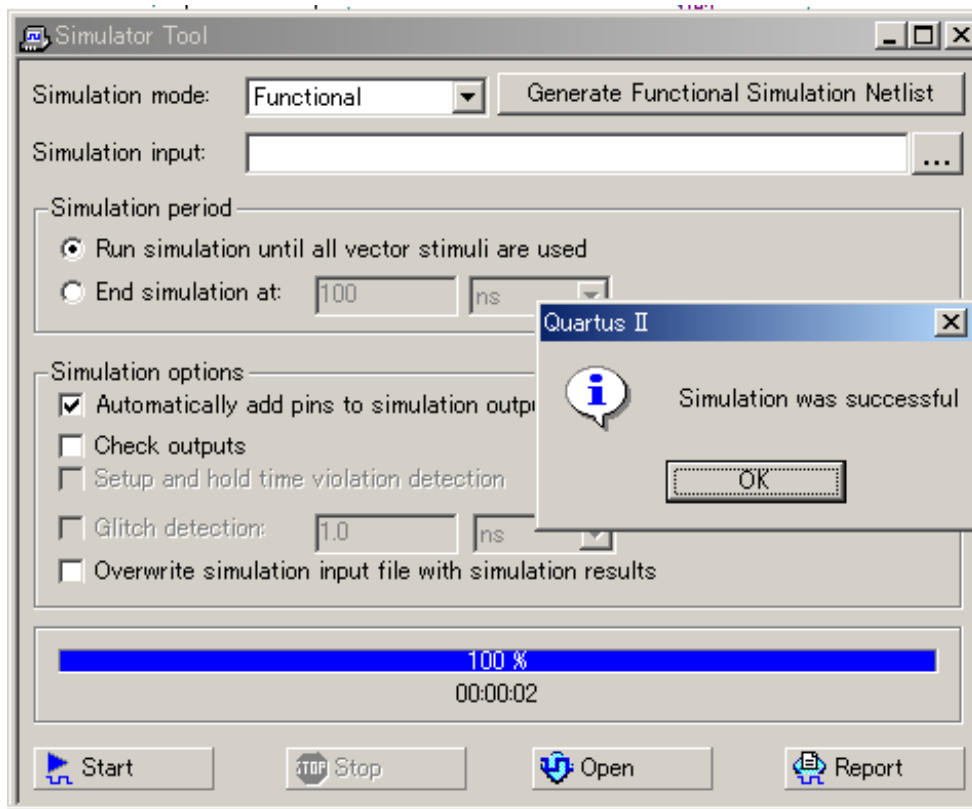 Simulator Tool
Simulation mode: Functional Generate Functional Simulation Netlist
Simulation input: ...
Simulation period
Run simulation until all vector stimuli are used
End simulation at: 100 ns
Quartus II
Simulation was successful
OK
Simulation options
Automatically add pins to simulation outp
Check outputs
Setup and hold time violation detection
Glitch detection: 1.0 ns
Overwrite simulation input file with simulation results
100 %
00:00:02
Start STOP Stop Open Report